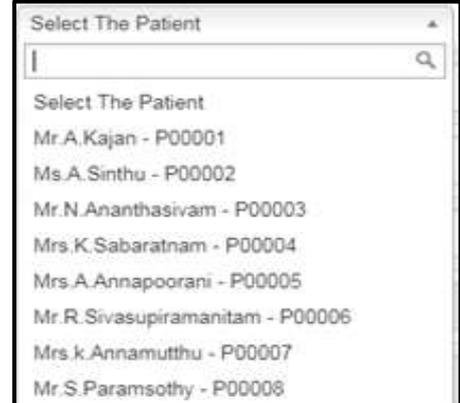 Select The Patient
Select The Patient
Mr.A.Kajan - P00001
Ms.A.Sinthu - P00002
Mr.N.Ananthasivam - P00003
Mrs.K.Sabaratnam - P00004
Mrs.A.Annapoorani - P00005
Mr.R.Sivasupiramanitam - P00006
Mrs.k.Annamutthu - P00007
Mr.S.Paramsothy - P00008